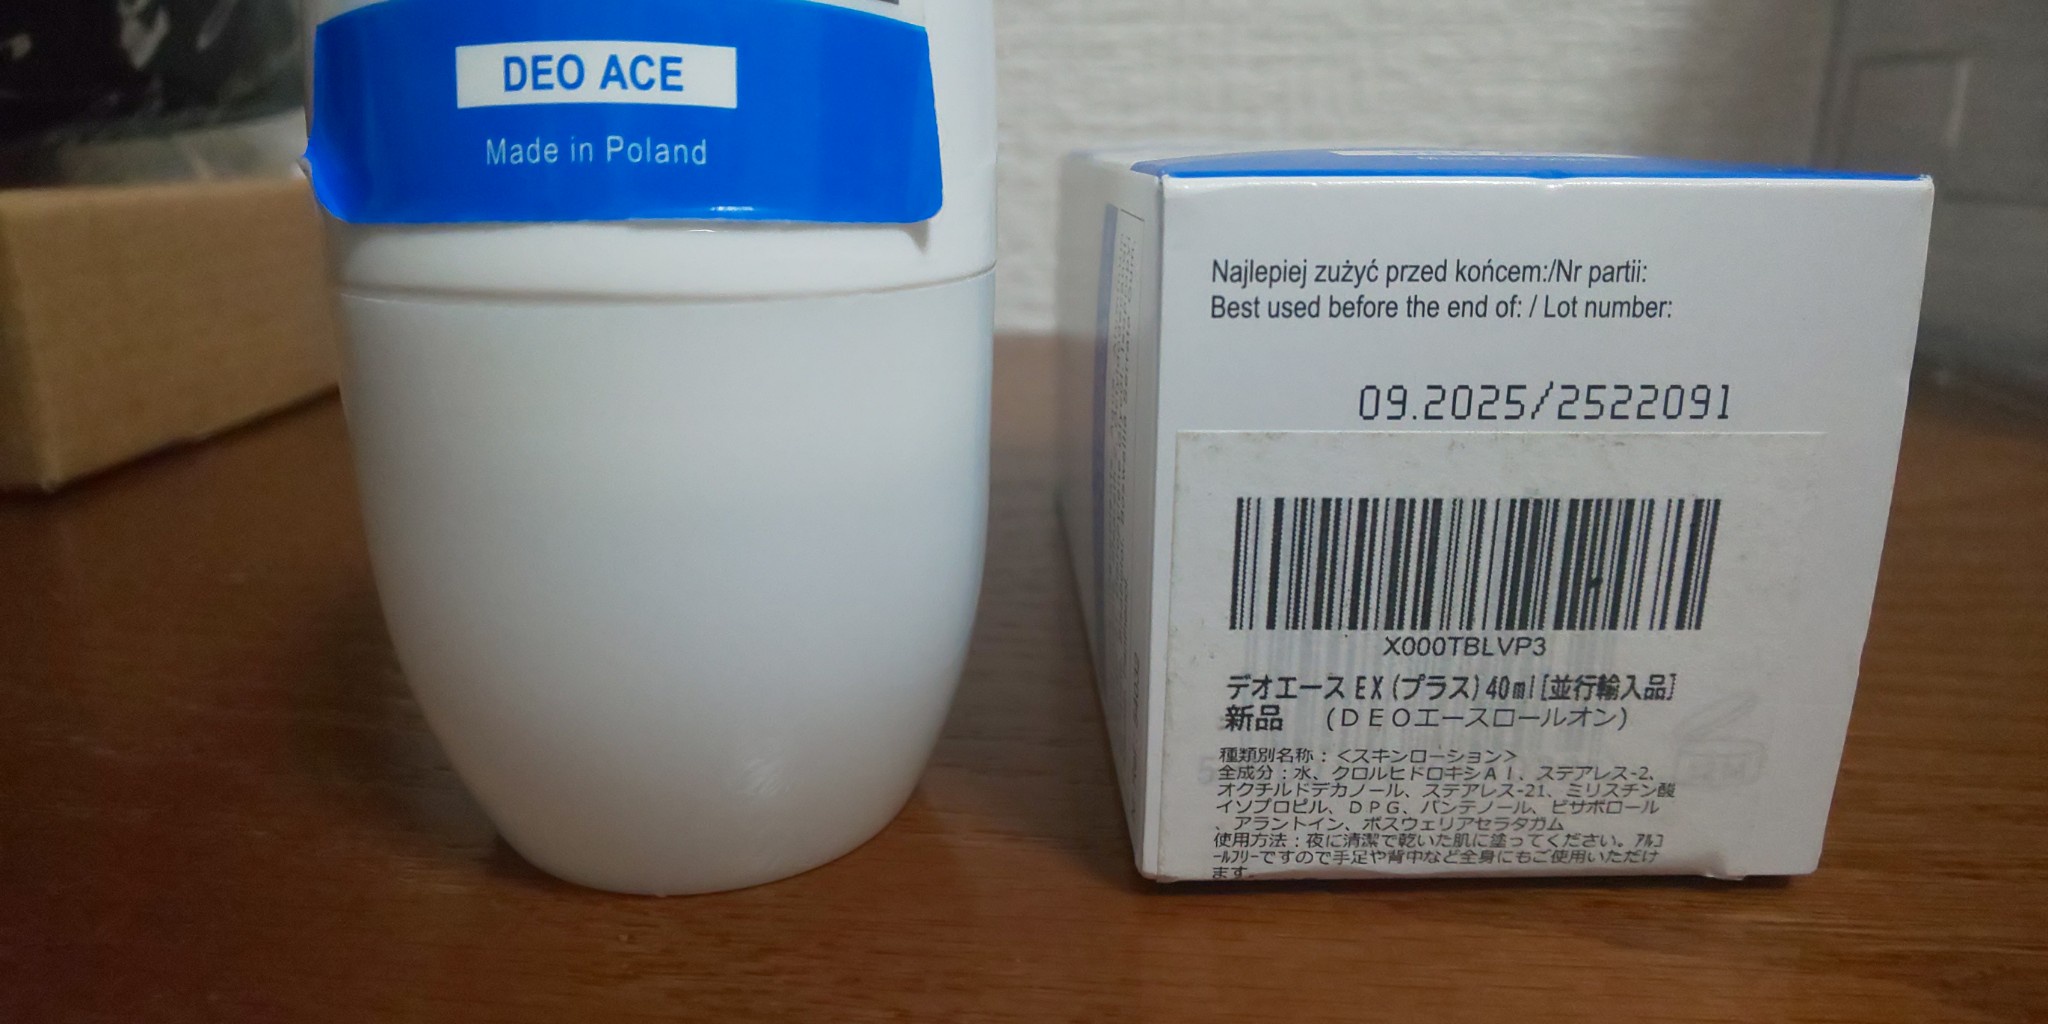 DEO ACE
Made in Poland
Najlepiej zużyć przed końcem:/Nr partii:
Best used before the end of: / Lot number:
09.2025/2522091
X000TBLVP3
デオエース EX (プラス) 40ml [並行輸入品]
新品 (DEOエースロールオン)
種類別名称:<スキンローション>
全成分:水、クロルヒドロキシAl、ステアレス-2、
オクチルドデカノール、ステアレス-21、ミリスチン酸
イソプロピル、DPG、パンテノール、ビサボロール
、アラントイン、ボスウェリアセラタガム
使用方法:夜に清潔で乾いた肌に塗ってください。アルコ
ールフリーですので手足や背中など全身にもご使用いただけ
ます。